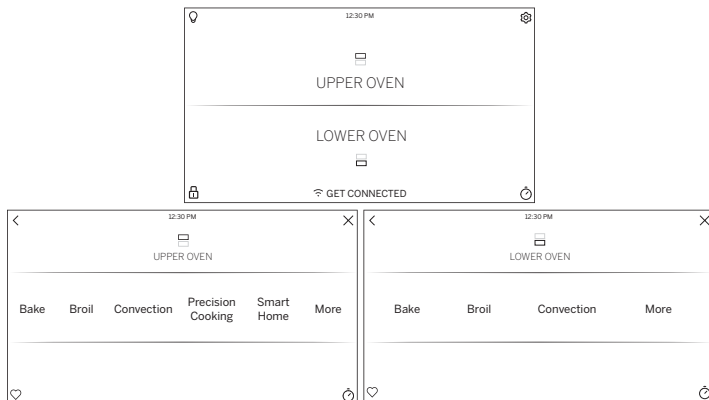 12:30 PM
UPPER OVEN
LOWER OVEN
GET CONNECTED
12:30 PM
UPPER OVEN
Bake Broil Convection Precision Cooking Smart Home More
12:30 PM
LOWER OVEN
Bake Broil Convection More